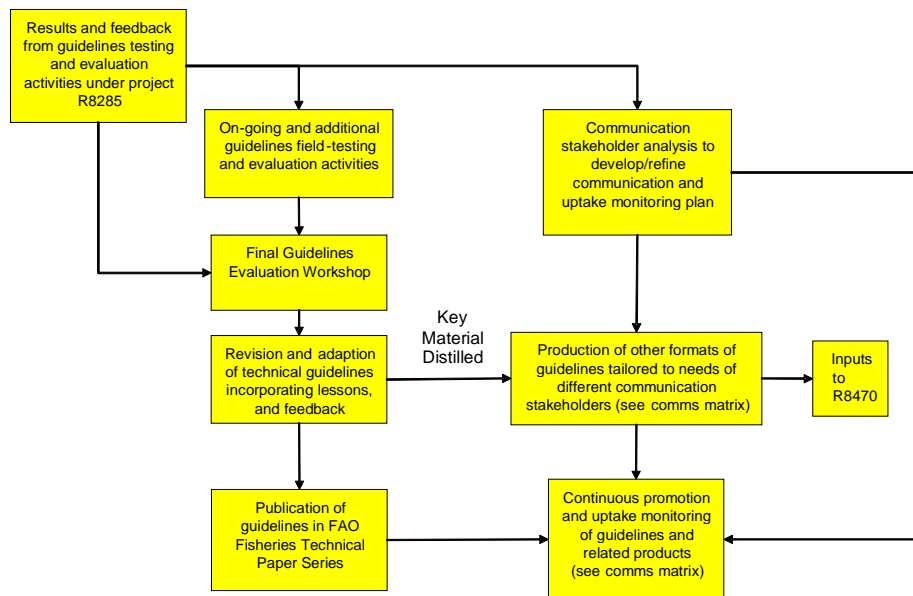 Results and feedback
from guidelines testing
and evaluation
activities under project
R8285
On-going and additional
guidelines field-testing
and evaluation activities
Communication
stakeholder analysis to
develop/refine
communication and
uptake monitoring plan
Final Guidelines
Evaluation Workshop
Key
Material
Distilled
Revision and adaption
of technical guidelines
incorporating lessons,
and feedback
Production of other formats of
guidelines tailored to needs of
different communication
stakeholders (see comms matrix)
Inputs
to
R8470
Publication of
guidelines in FAO
Fisheries Technical
Paper Series
Continuous promotion
and uptake monitoring
of guidelines and
related products
(see comms matrix)